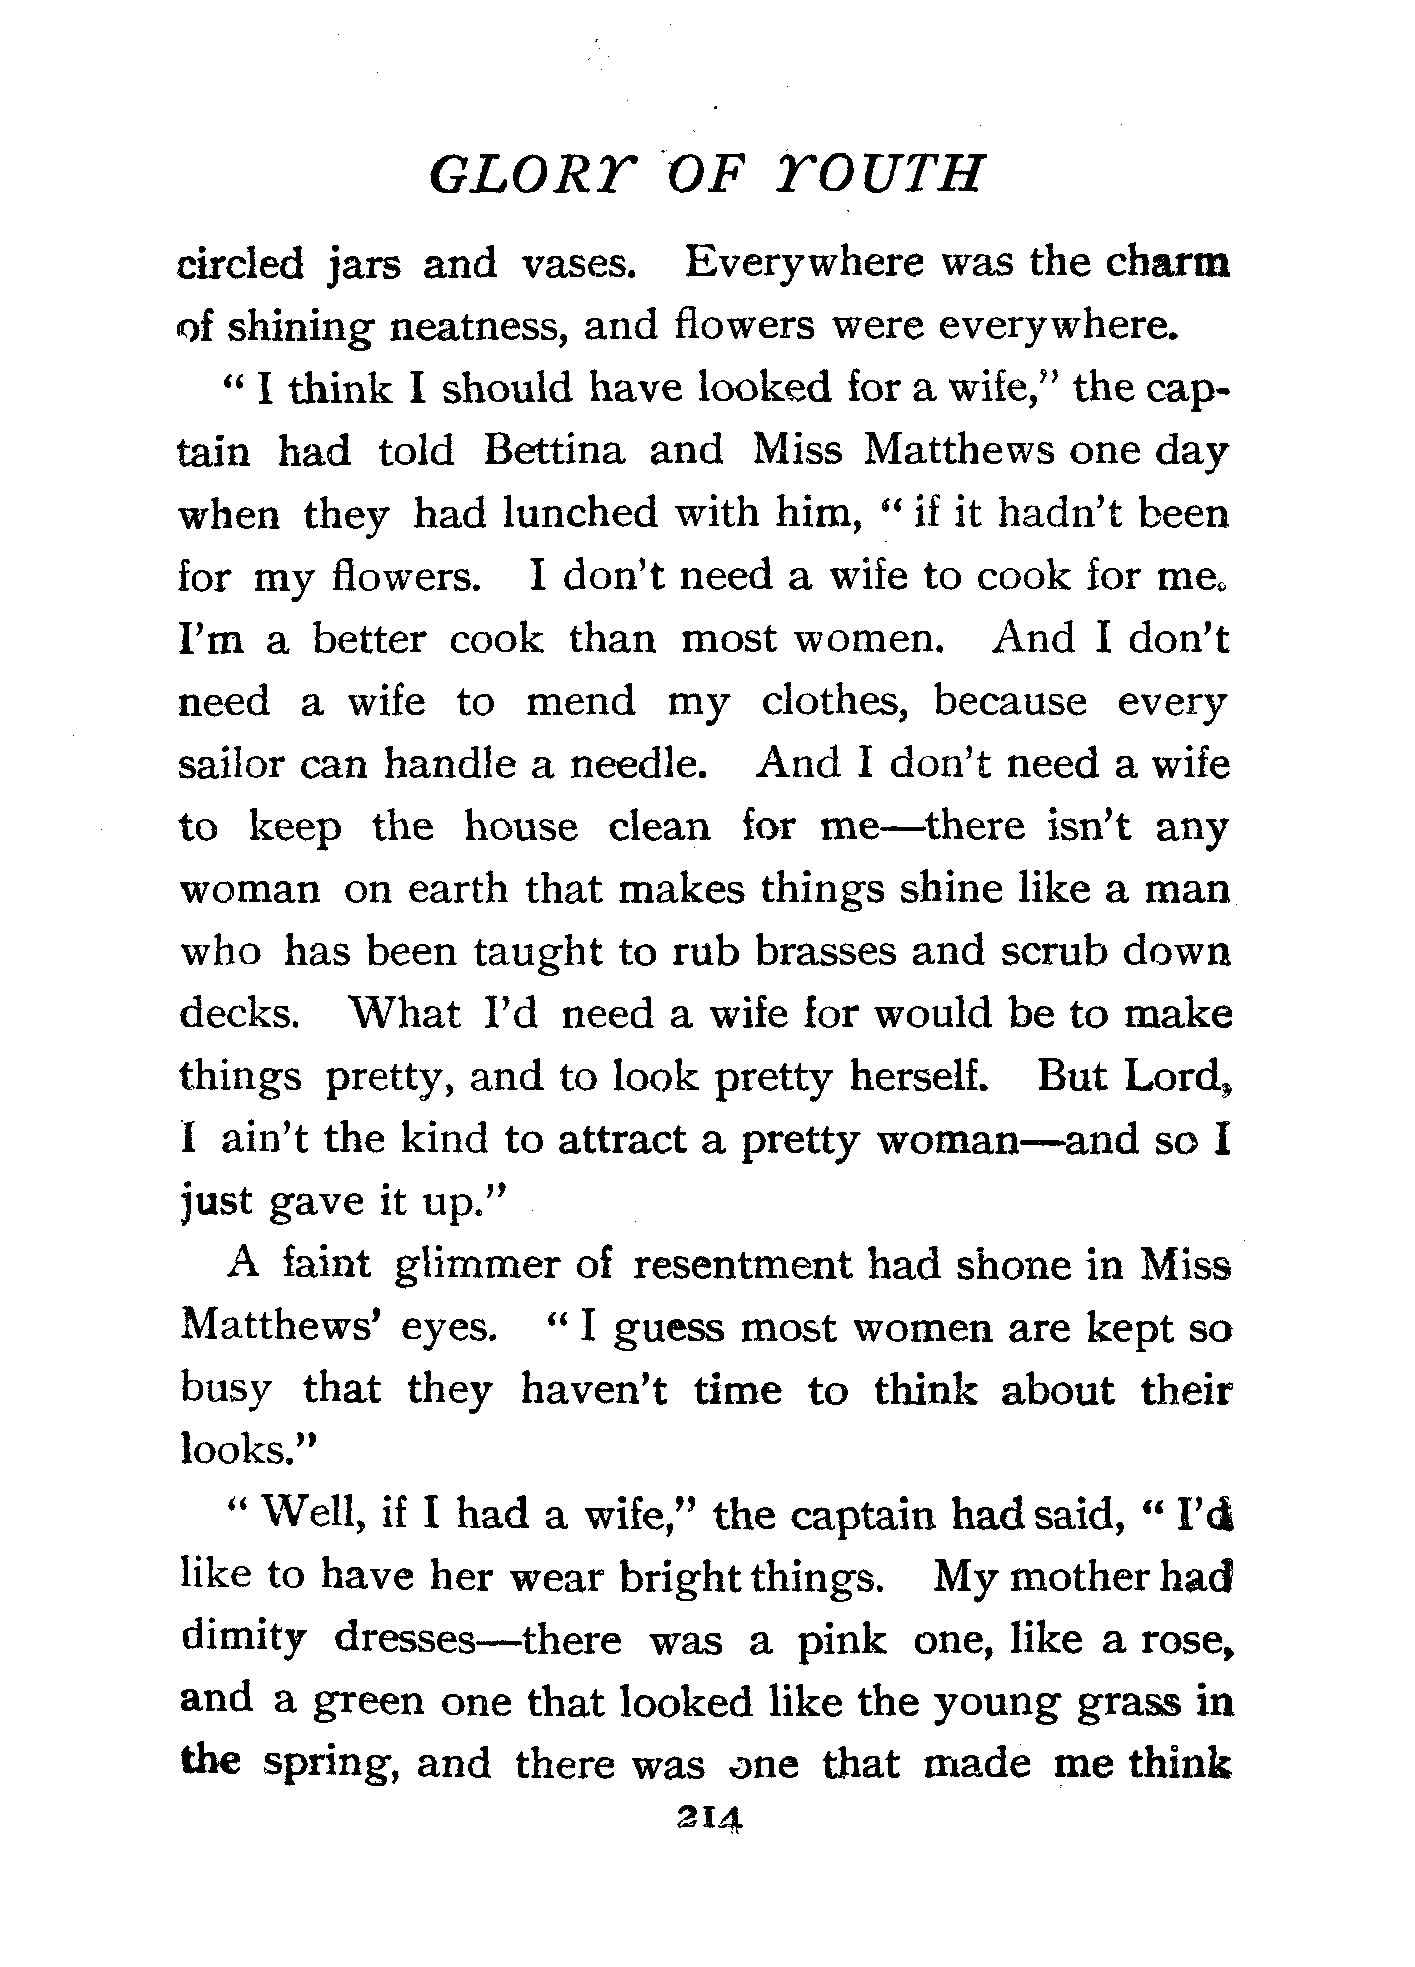 GLORY OF YOUTH
circled jars and vases. Everywhere was the charm
of shining neatness, and flowers were everywhere.
“ I think I should have looked for a wife,” the cap-
tain had told Bettina and Miss Matthews one day
when they had lunched with him, “ if it hadn’t been
for my flowers. I don’t need a wife to cook for me.
I’m a better cook than most women. And I don’t
need a wife to mend my clothes, because every
sailor can handle a needle. And I don’t need a wife
to keep the house clean for me—there isn’t any
woman on earth that makes things shine like a man
who has been taught to rub brasses and scrub down
decks. What I’d need a wife for would be to make
things pretty, and to look pretty herself. But Lord,
I ain’t the kind to attract a pretty woman—and so I
just gave it up.”
A faint glimmer of resentment had shone in Miss
Matthews’ eyes. “ I guess most women are kept so
busy that they haven’t time to think about their
looks.”
“ Well, if I had a wife,” the captain had said, “ I’d
like to have her wear bright things. My mother had
dimity dresses—there was a pink one, like a rose,
and a green one that looked like the young grass in
the spring, and there was one that made me think
214